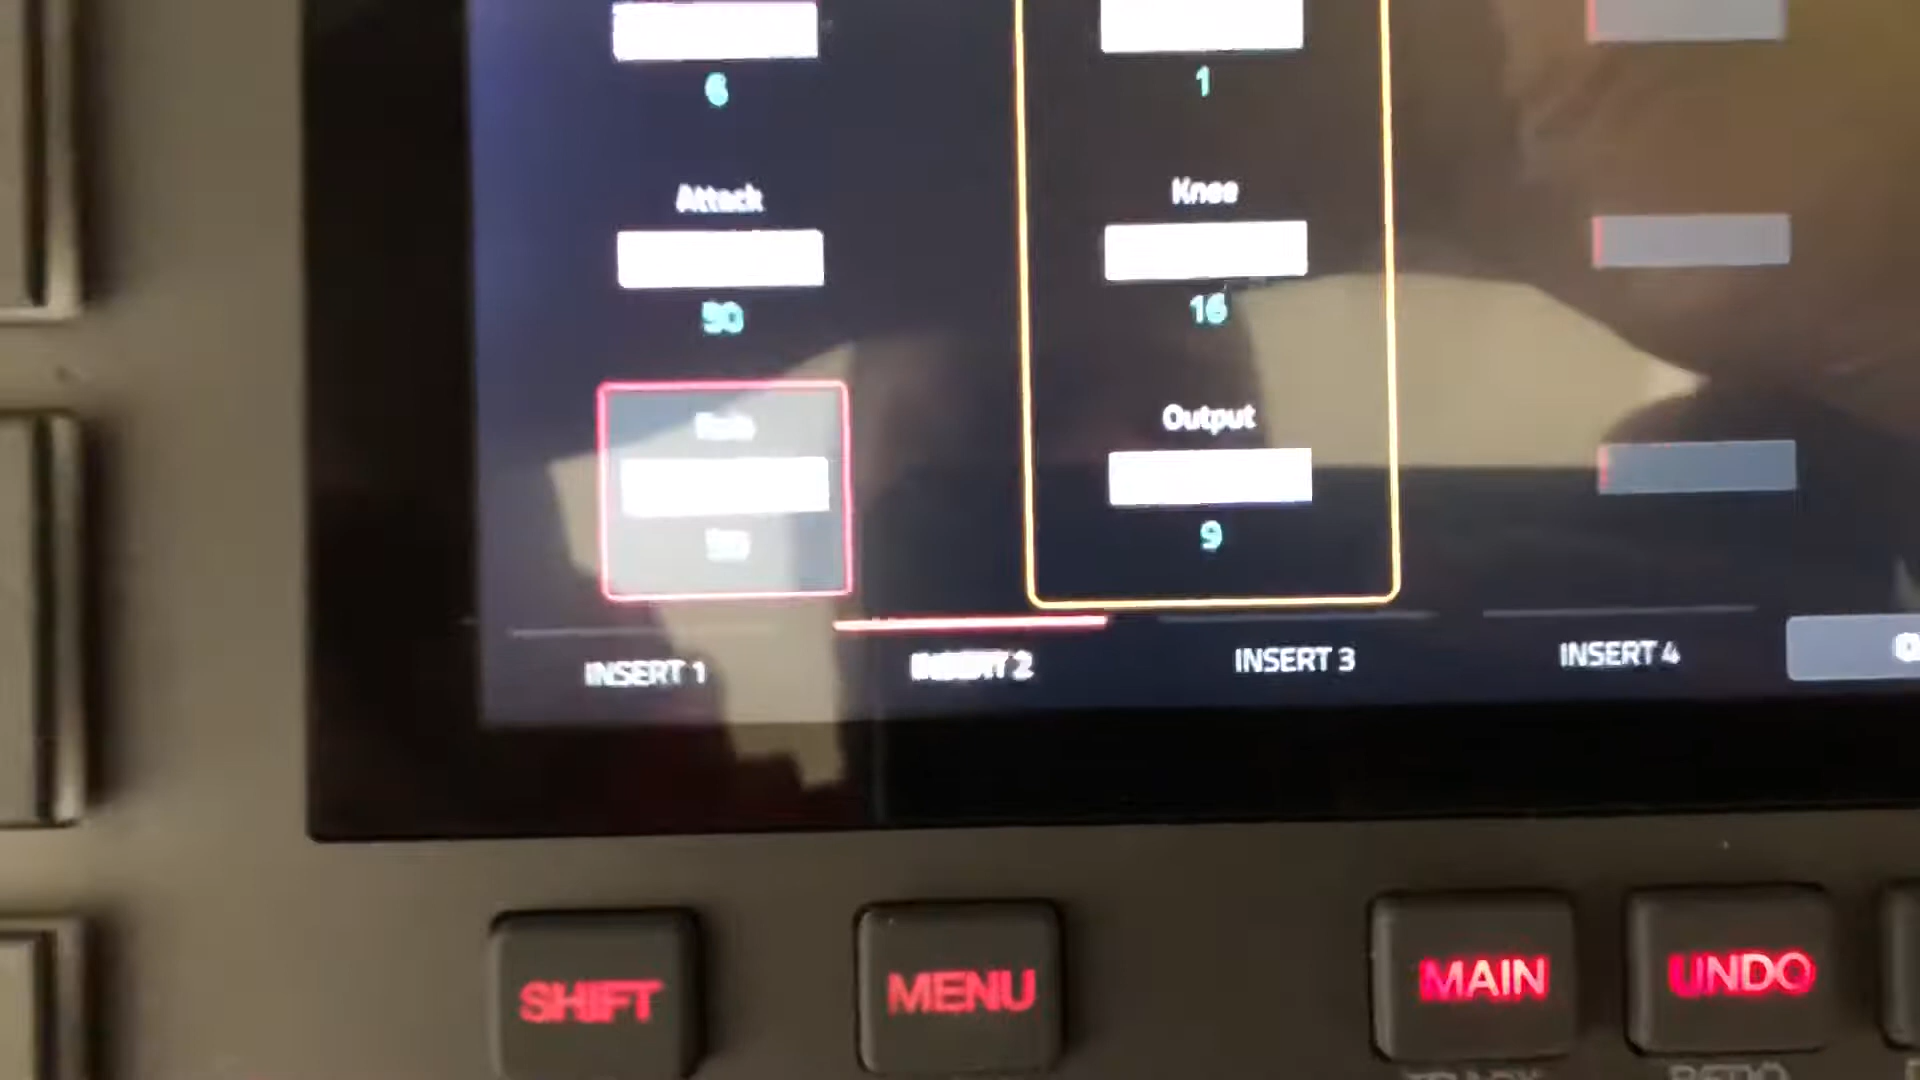 6
1
Attack
Knee
50
16
Output
9
INSERT 1
INSERT 2
INSERT 3
INSERT 4
SHIFT
MENU
MAIN
UNDO